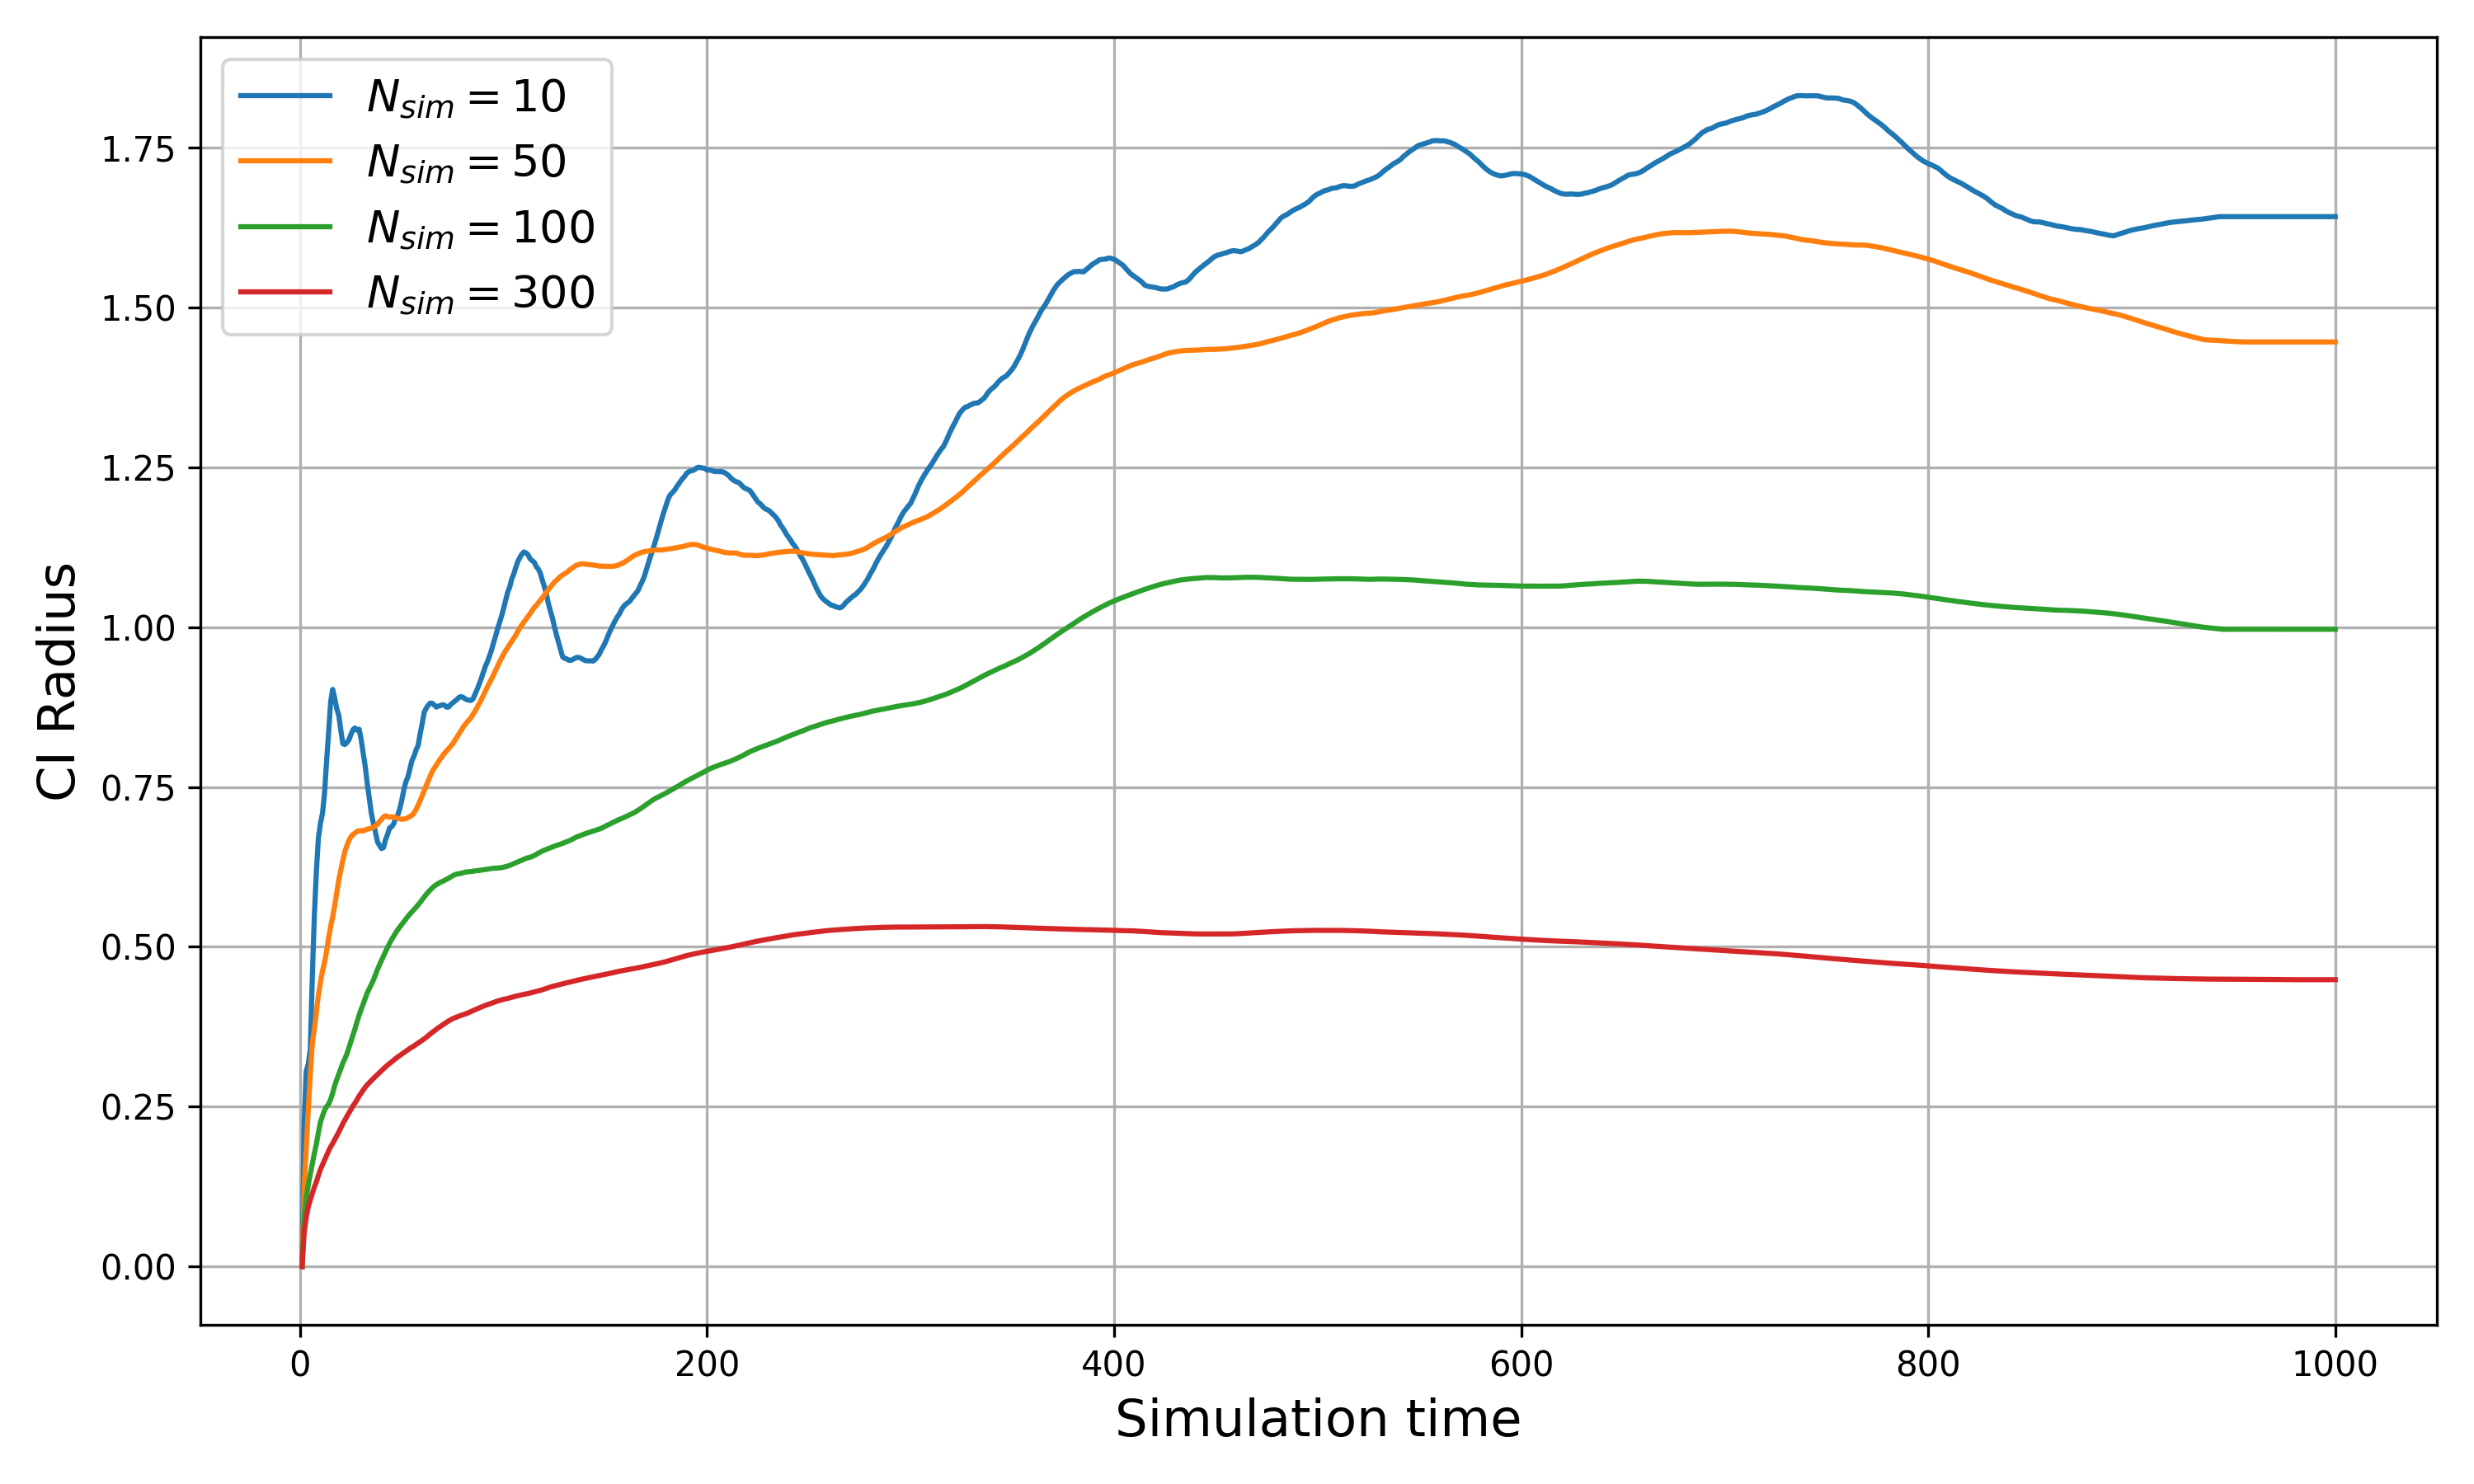 N_sim = 10
N_sim = 50
N_sim = 100
N_sim = 300
1.75
1.50
1.25
1.00
0.75
0.50
0.25
0.00
CI Radius
0 200 400 600 800 1000
Simulation time